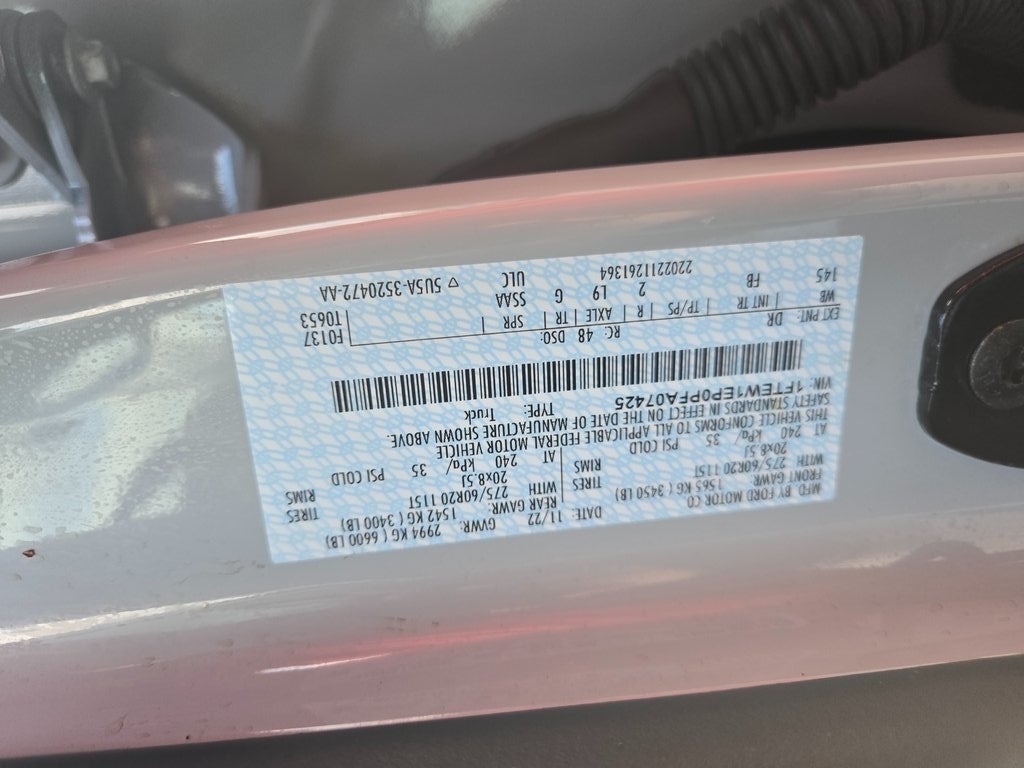 MFD. BY FORD MOTOR CO
DATE: 11/22 GVWR: 2994 KG ( 6600 LB)
FRONT GAWR: 1565 KG ( 3450 LB) REAR GAWR: 1542 KG ( 3400 LB)
WITH 275/60R20 115T TIRES WITH 275/60R20 115T TIRES
20x8.5J RIMS 20x8.5J RIMS
AT 240 kPa/ 35 PSI COLD AT 240 kPa/ 35 PSI COLD
THIS VEHICLE CONFORMS TO ALL APPLICABLE FEDERAL MOTOR VEHICLE
SAFETY STANDARDS IN EFFECT ON THE DATE OF MANUFACTURE SHOWN ABOVE.
VIN: 1FTEW1EP0PFA07425 TYPE: Truck
F0137
T0653
EXT PNT: DR RC: 48 DSO:
WB | INT TR | TP/PS | R | AXLE | TR | SPR
145 FB 2 L9 G SSAA
2202211261364 ULC ▽ 5U5A-3520472-AA